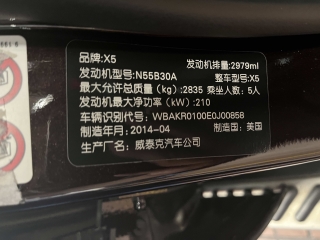 品牌:X5 发动机排量:2979ml
发动机型号:N55B30A 整车型号:X5
最大允许总质量(kg):2835 乘坐人数:5人
发动机最大净功率(kW):210
车辆识别代号:WBAKR0100E0J00858
制造年月:2014-04 制造国:美国
生产厂名:威泰克汽车公司